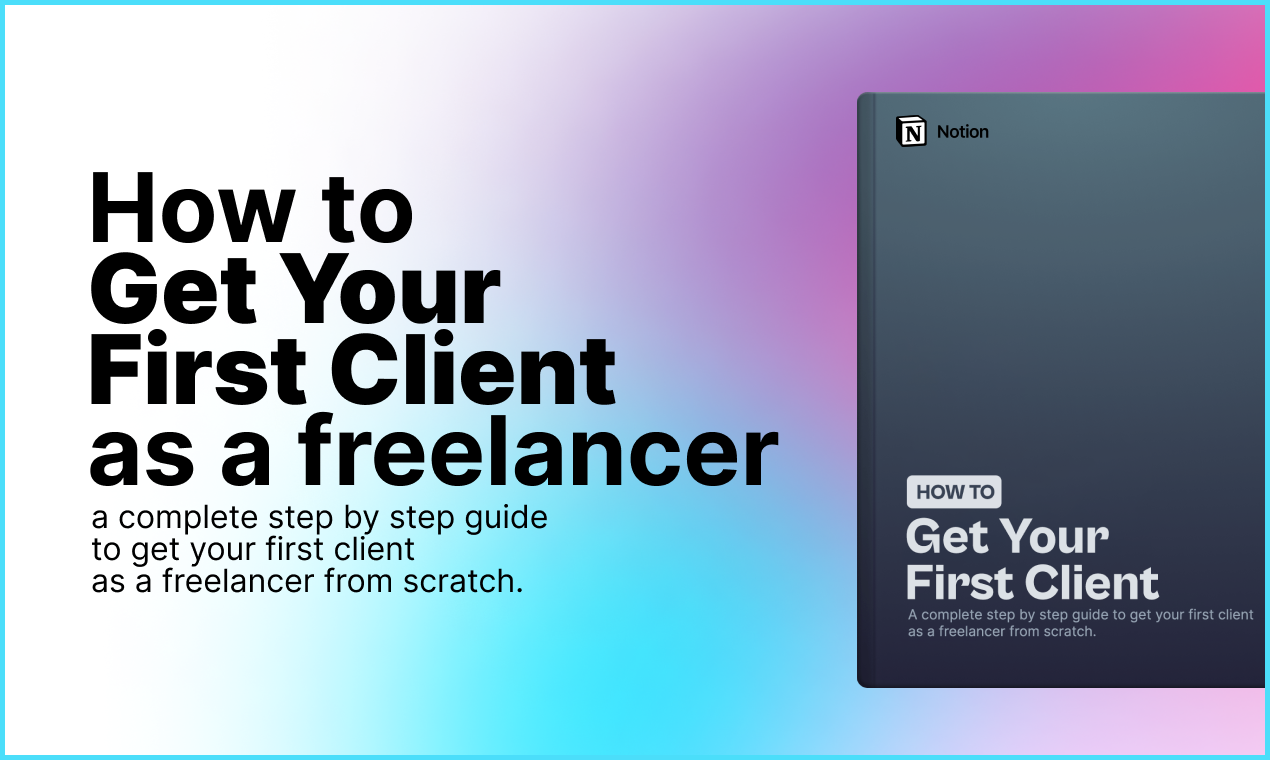 How to
Get Your
First Client
as a freelancer
a complete step by step guide
to get your first client
as a freelancer from scratch.
N Notion
HOW TO
Get Your
First Client
A complete step by step guide to get your first client
as a freelancer from scratch.